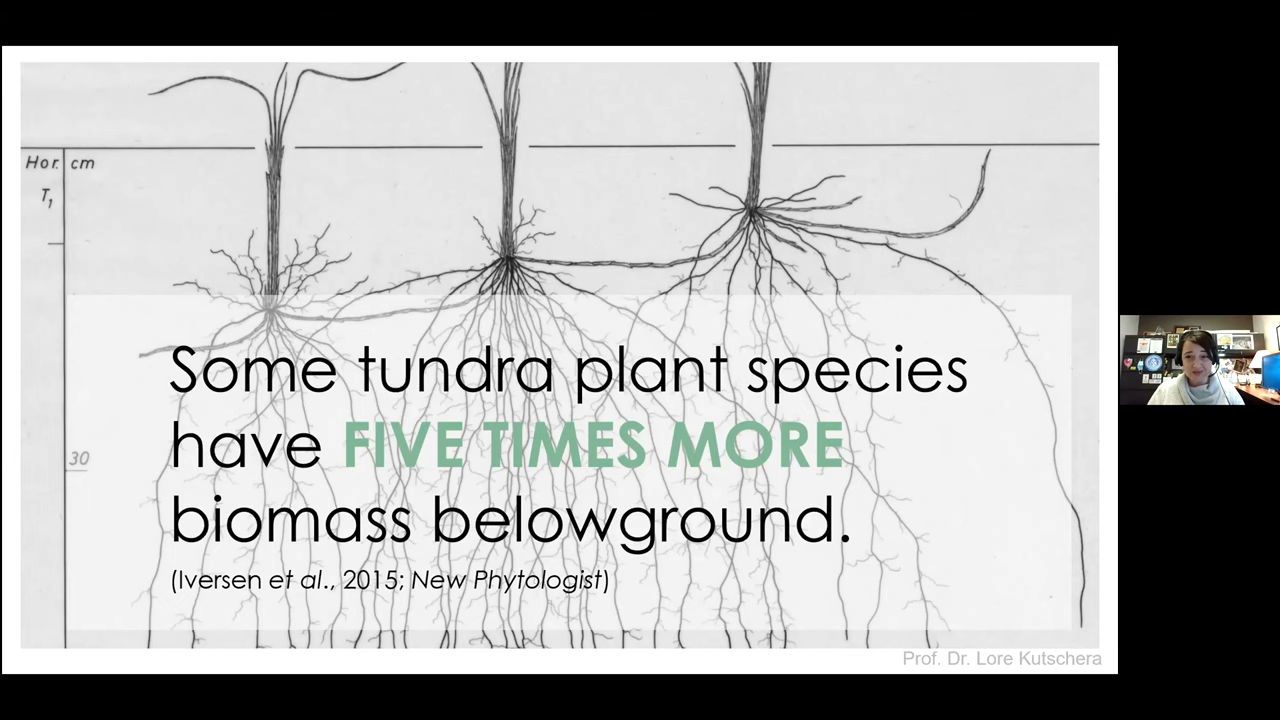 Hor. cm
T₁
30
Some tundra plant species
have FIVE TIMES MORE
biomass belowground.
(Iversen et al., 2015; New Phytologist)
Prof. Dr. Lore Kutschera